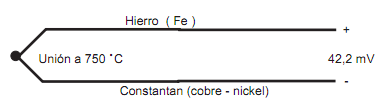 Hierro ( Fe )
+
Unión a 750 ˚C
42,2 mV
-
Constantan (cobre - nickel)